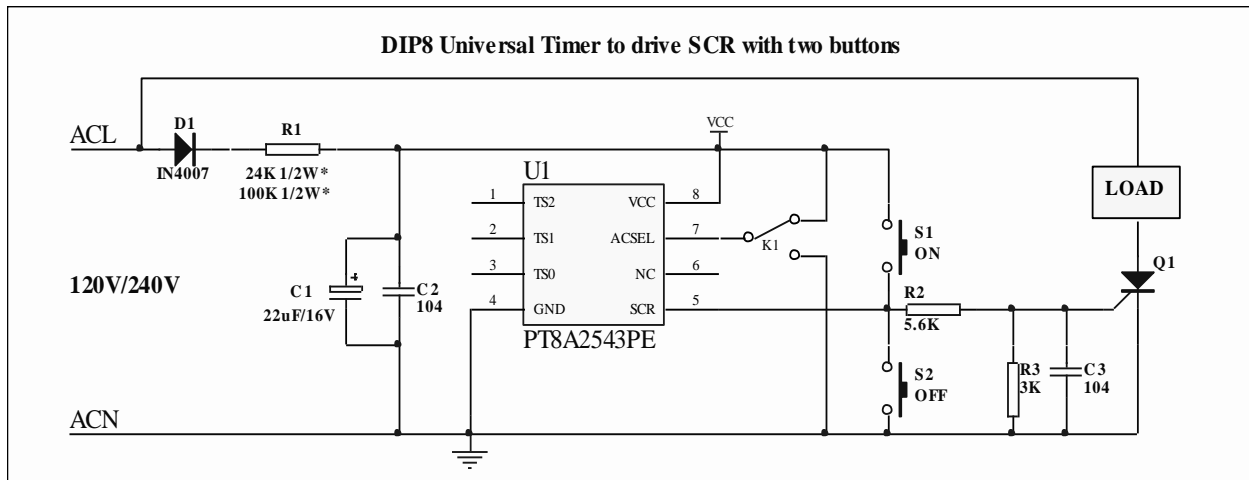 DIP8 Universal Timer to drive SCR with two buttons
ACL
D1
IN4007
R1
24K 1/2W*
100K 1/2W*
VCC
U1
1 TS2 VCC 8
2 TS1 ACSEL 7
3 TS0 NC 6
4 GND SCR 5
PT8A2543PE
K1
S1
ON
LOAD
Q1
120V/240V
C1
22uF/16V
+
C2
104
R2
5.6K
S2
OFF
R3
3K
C3
104
ACN